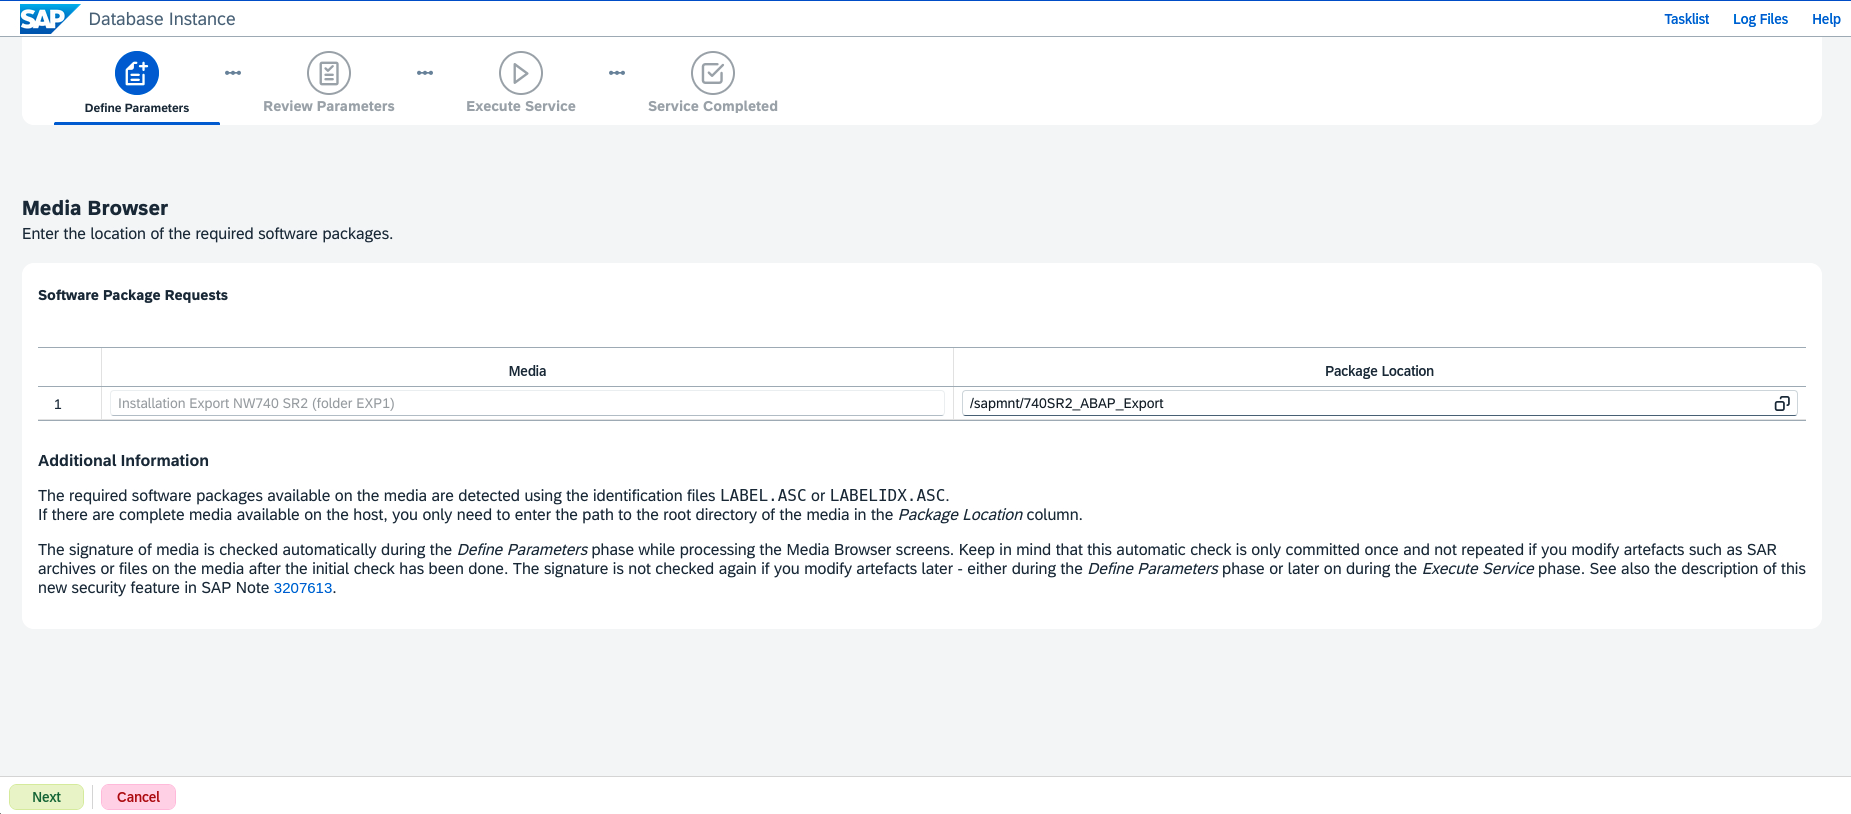 SAP Database Instance Tasklist Log Files Help
Define Parameters Review Parameters Execute Service Service Completed
Media Browser
Enter the location of the required software packages.
Software Package Requests
Media Package Location
1 Installation Export NW740 SR2 (folder EXP1) /sapmnt/740SR2_ABAP_Export
Additional Information
The required software packages available on the media are detected using the identification files LABEL.ASC or LABELIDX.ASC.
If there are complete media available on the host, you only need to enter the path to the root directory of the media in the Package Location column.
The signature of media is checked automatically during the Define Parameters phase while processing the Media Browser screens. Keep in mind that this automatic check is only committed once and not repeated if you modify artefacts such as SAR
archives or files on the media after the initial check has been done. The signature is not checked again if you modify artefacts later - either during the Define Parameters phase or later on during the Execute Service phase. See also the description of this
new security feature in SAP Note 3207613.
Next Cancel